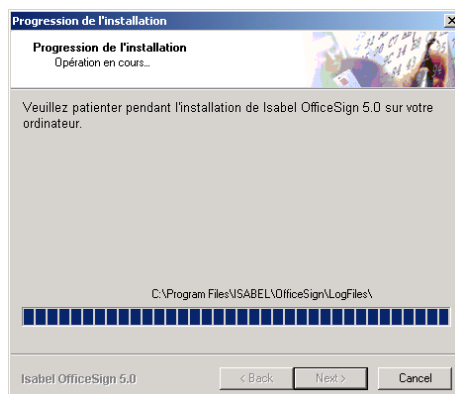 Progression de l'installation
Progression de l'installation
Opération en cours...
Veuillez patienter pendant l'installation de Isabel OfficeSign 5.0 sur votre
ordinateur.
C:\Program Files\ISABEL\OfficeSign\LogFiles\
Isabel OfficeSign 5.0
< Back
Next >
Cancel